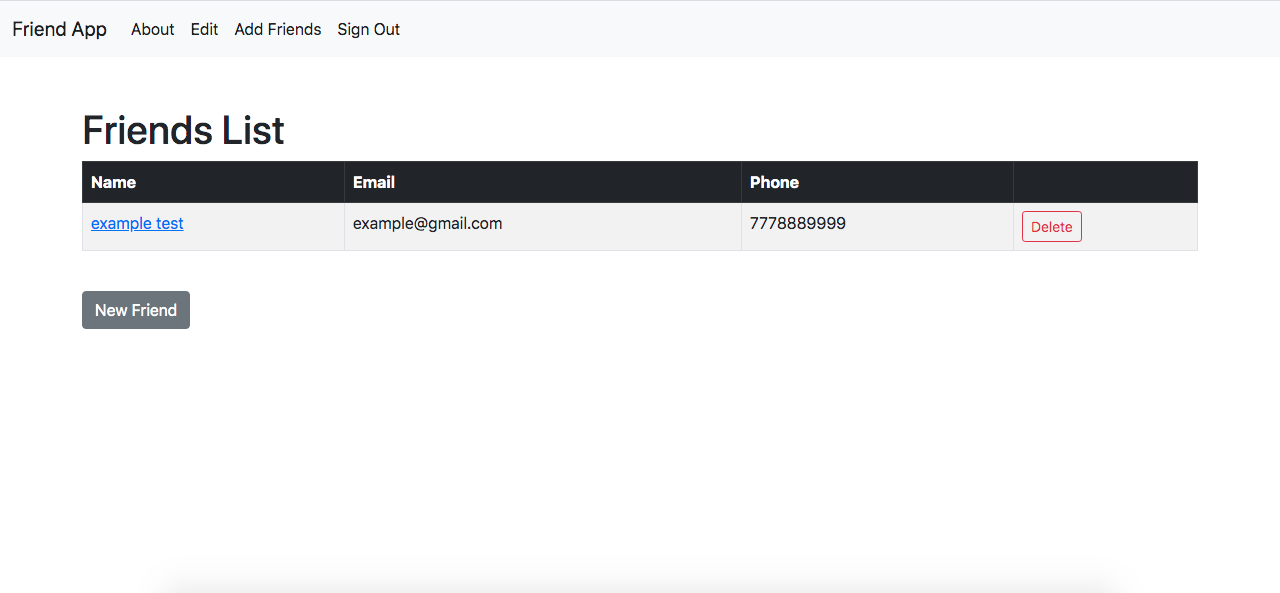 Friend App About Edit Add Friends Sign Out
Friends List
Name Email Phone
example test example@gmail.com 7778889999 Delete
New Friend